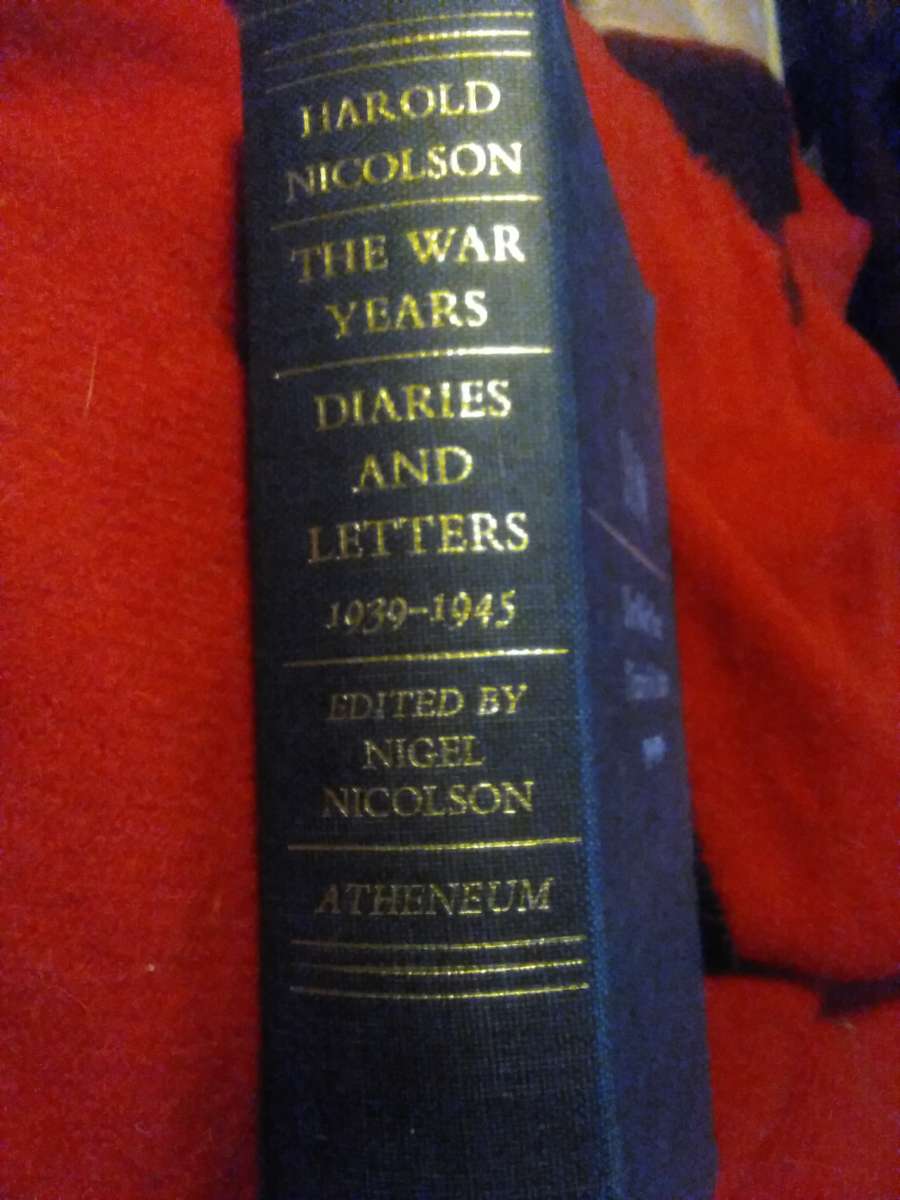 HAROLD
NICOLSON
THE WAR
YEARS
DIARIES
AND
LETTERS
1939-1945
EDITED BY
NIGEL
NICOLSON
ATHENEUM